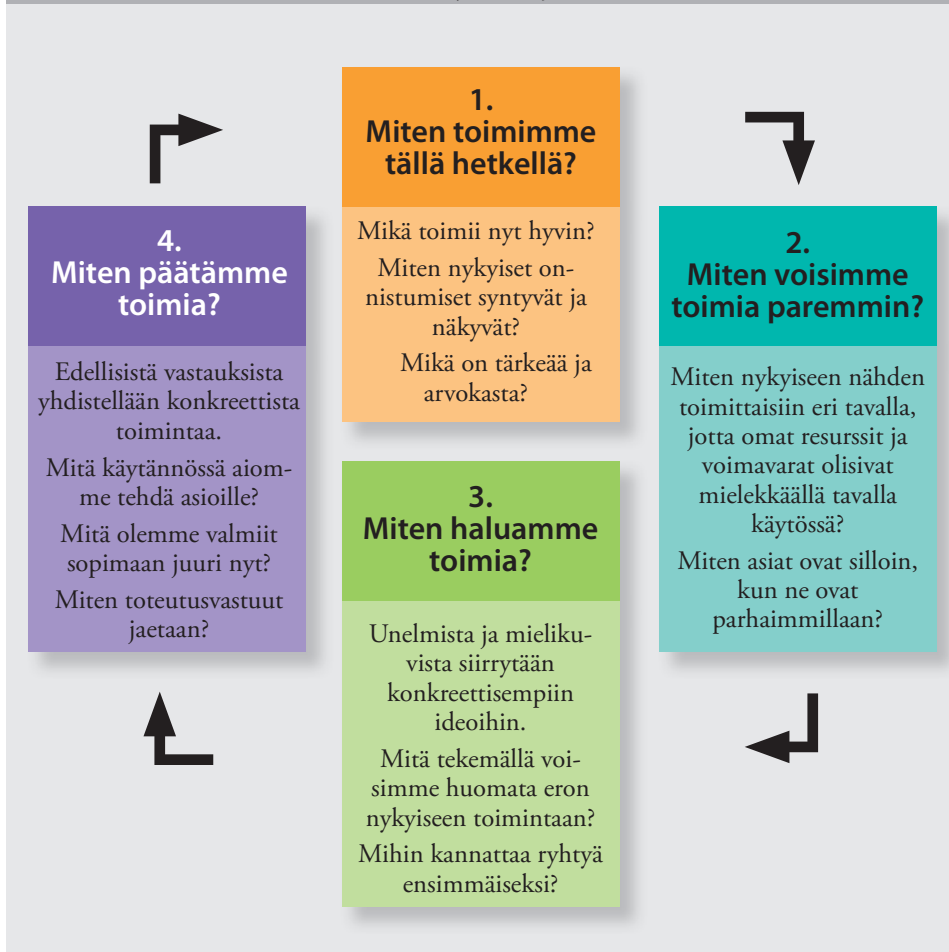 1.
Miten toimimme
tällä hetkellä?
Mikä toimii nyt hyvin?
Miten nykyiset on-
nistumiset syntyvät ja
näkyvät?
Mikä on tärkeää ja
arvokasta?
2.
Miten voisimme
toimia paremmin?
Miten nykyiseen nähden
toimittaisiin eri tavalla,
jotta omat resurssit ja
voimavarat olisivat
mielekkäällä tavalla
käytössä?
Miten asiat ovat silloin,
kun ne ovat
parhaimmillaan?
3.
Miten haluamme
toimia?
Unelmista ja mieliku-
vista siirrytään
konkreettisempiin
ideoihin.
Mitä tekemällä voi-
simme huomata eron
nykyiseen toimintaan?
Mihin kannattaa ryhtyä
ensimmäiseksi?
4.
Miten päätämme
toimia?
Edellisistä vastauksista
yhdistellään konkreettista
toimintaa.
Mitä käytännössä aiom-
me tehdä asioille?
Mitä olemme valmiit
sopimaan juuri nyt?
Miten toteutusvastuut
jaetaan?